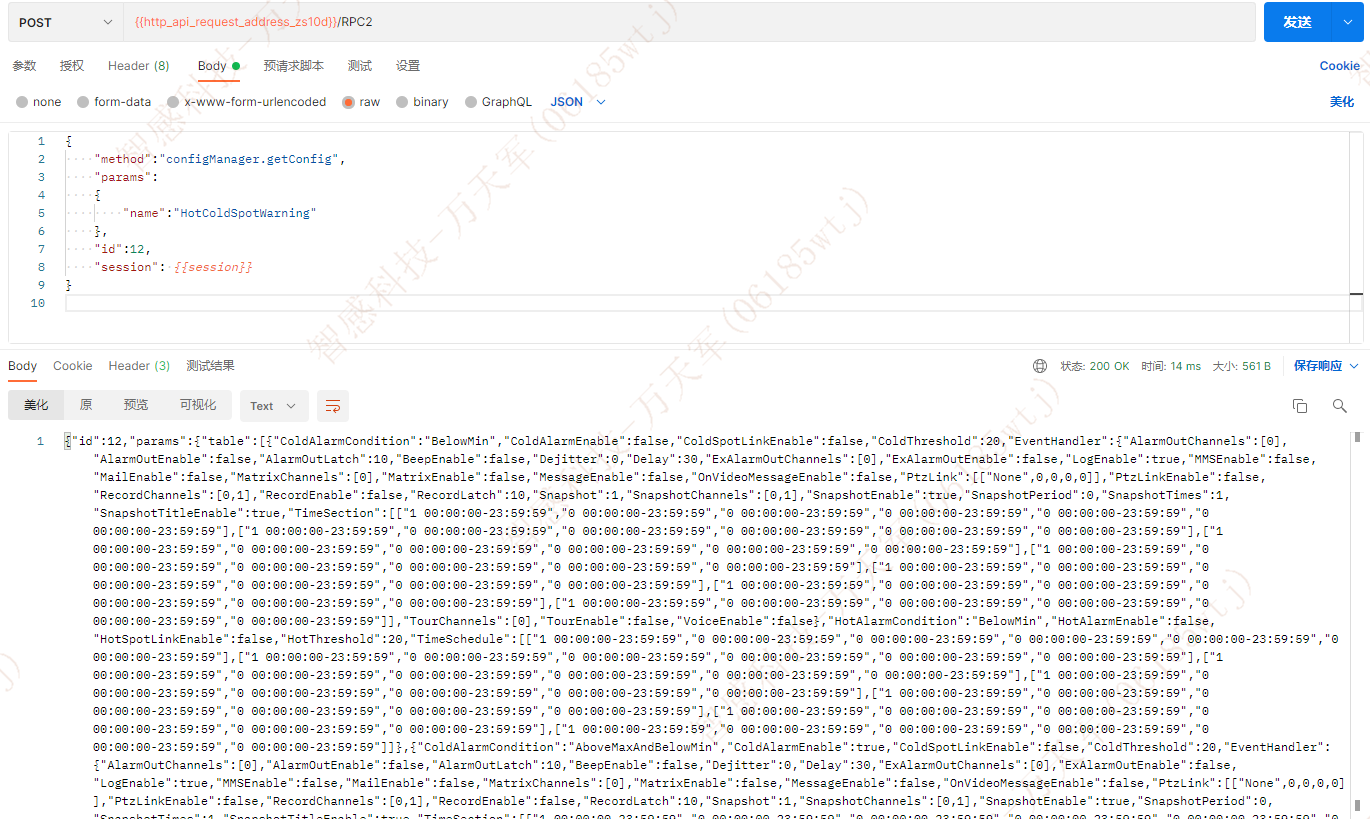 POST {{http_api_request_address_zs10d}}/RPC2 发送
参数 授权 Header (8) Body 预请求脚本 测试 设置 Cookie
none form-data x-www-form-urlencoded raw binary GraphQL JSON 美化
1 {
2 "method":"configManager.getConfig",
3 "params":
4 {
5 "name":"HotColdSpotWarning"
6 },
7 "id":12,
8 "session": {{session}}
9 }
10
Body Cookie Header (3) 测试结果 状态: 200 OK 时间: 14 ms 大小: 561 B 保存响应
美化 原 预览 可视化 Text
1 {"id":12,"params":{"table":[{"ColdAlarmCondition":"BelowMin","ColdAlarmEnable":false,"ColdSpotLinkEnable":false,"ColdThreshold":20,"EventHandler":{"AlarmOutChannels":[0],
"AlarmOutEnable":false,"AlarmOutLatch":10,"BeepEnable":false,"Dejitter":0,"Delay":30,"ExAlarmOutChannels":[0],"ExAlarmOutEnable":false,"LogEnable":true,"MMSEnable":false,
"MailEnable":false,"MatrixChannels":[0],"MatrixEnable":false,"MessageEnable":false,"OnVideoMessageEnable":false,"PtzLink":[["None",0,0,0,0]],"PtzLinkEnable":false,
"RecordChannels":[0,1],"RecordEnable":false,"RecordLatch":10,"Snapshot":1,"SnapshotChannels":[0,1],"SnapshotEnable":true,"SnapshotPeriod":0,"SnapshotTimes":1,
"SnapshotTitleEnable":true,"TimeSection":[["1 00:00:00-23:59:59","0 00:00:00-23:59:59","0 00:00:00-23:59:59","0 00:00:00-23:59:59","0 00:00:00-23:59:59","0
00:00:00-23:59:59"],["1 00:00:00-23:59:59","0 00:00:00-23:59:59","0 00:00:00-23:59:59","0 00:00:00-23:59:59","0 00:00:00-23:59:59","0 00:00:00-23:59:59"],["1
00:00:00-23:59:59","0 00:00:00-23:59:59","0 00:00:00-23:59:59","0 00:00:00-23:59:59","0 00:00:00-23:59:59","0 00:00:00-23:59:59"],["1 00:00:00-23:59:59","0
00:00:00-23:59:59","0 00:00:00-23:59:59","0 00:00:00-23:59:59","0 00:00:00-23:59:59","0 00:00:00-23:59:59"],["1 00:00:00-23:59:59","0
00:00:00-23:59:59","0 00:00:00-23:59:59","0 00:00:00-23:59:59","0 00:00:00-23:59:59"],["1 00:00:00-23:59:59","0 00:00:00-23:59:59","0
00:00:00-23:59:59","0 00:00:00-23:59:59","0 00:00:00-23:59:59"],["1 00:00:00-23:59:59","0 00:00:00-23:59:59","0 00:00:00-23:59:59","0
00:00:00-23:59:59","0 00:00:00-23:59:59"]],"TourChannels":[0],"TourEnable":false,"VoiceEnable":false},"HotAlarmCondition":"BelowMin","HotAlarmEnable":false,
"HotSpotLinkEnable":false,"HotThreshold":20,"TimeSchedule":[["1 00:00:00-23:59:59","0 00:00:00-23:59:59","0 00:00:00-23:59:59","0 00:00:00-23:59:59","0 00:00:00-23:59:59","0
00:00:00-23:59:59"],["1 00:00:00-23:59:59","0 00:00:00-23:59:59","0 00:00:00-23:59:59","0 00:00:00-23:59:59","0 00:00:00-23:59:59","0 00:00:00-23:59:59"],["1
00:00:00-23:59:59","0 00:00:00-23:59:59","0 00:00:00-23:59:59","0 00:00:00-23:59:59","0 00:00:00-23:59:59","0 00:00:00-23:59:59"],["1 00:00:00-23:59:59","0
00:00:00-23:59:59","0 00:00:00-23:59:59","0 00:00:00-23:59:59","0 00:00:00-23:59:59","0 00:00:00-23:59:59"],["1 00:00:00-23:59:59","0
00:00:00-23:59:59","0 00:00:00-23:59:59","0 00:00:00-23:59:59"],["1 00:00:00-23:59:59","0 00:00:00-23:59:59","0 00:00:00-23:59:59","0
00:00:00-23:59:59","0 00:00:00-23:59:59"],["1 00:00:00-23:59:59","0 00:00:00-23:59:59","0 00:00:00-23:59:59","0 00:00:00-23:59:59","0
00:00:00-23:59:59","0 00:00:00-23:59:59"]]},{"ColdAlarmCondition":"AboveMaxAndBelowMin","ColdAlarmEnable":true,"ColdSpotLinkEnable":false,"ColdThreshold":20,"EventHandler":
{"AlarmOutChannels":[0],"AlarmOutEnable":false,"AlarmOutLatch":10,"BeepEnable":false,"Dejitter":0,"Delay":30,"ExAlarmOutChannels":[0],"ExAlarmOutEnable":false,
"LogEnable":true,"MMSEnable":false,"MailEnable":false,"MatrixChannels":[0],"MatrixEnable":false,"MessageEnable":false,"OnVideoMessageEnable":false,"PtzLink":[["None",0,0,0,0]
],"PtzLinkEnable":false,"RecordChannels":[0,1],"RecordEnable":false,"RecordLatch":10,"Snapshot":1,"SnapshotChannels":[0,1],"SnapshotEnable":true,"SnapshotPeriod":0,
智感科技-万天军(06185wtj)